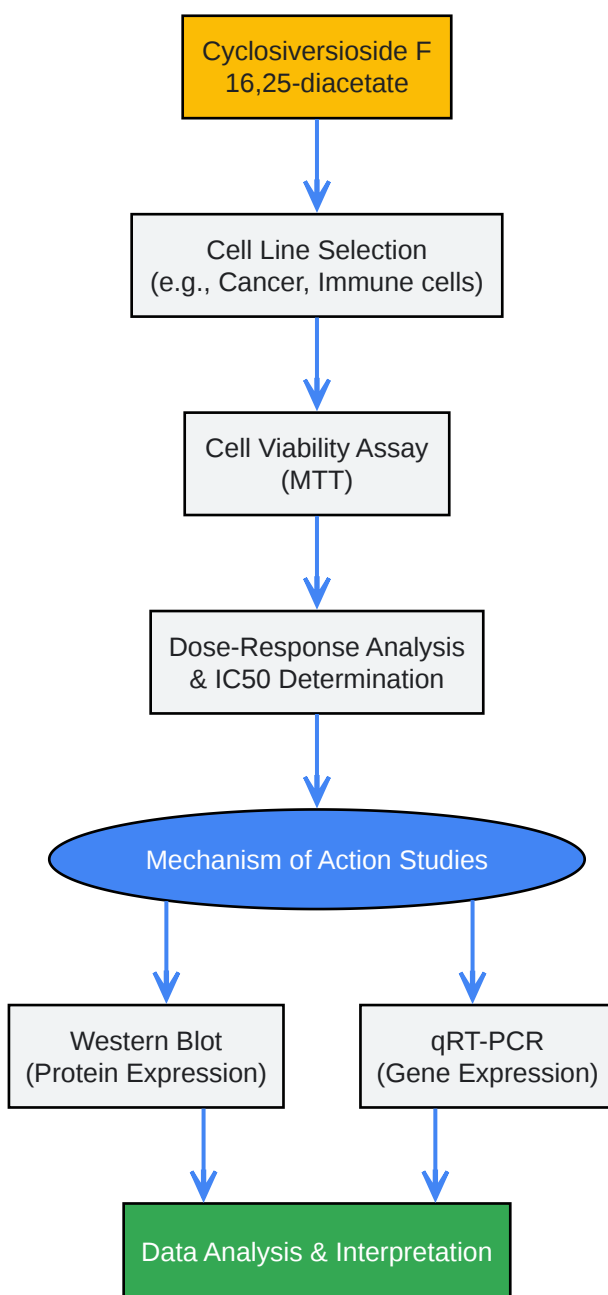 Cyclosiversioside F
16,25-diacetate
Cell Line Selection
(e.g., Cancer, Immune cells)
Cell Viability Assay
(MTT)
Dose-Response Analysis
& IC50 Determination
Mechanism of Action Studies
Western Blot
(Protein Expression)
qRT-PCR
(Gene Expression)
Data Analysis & Interpretation